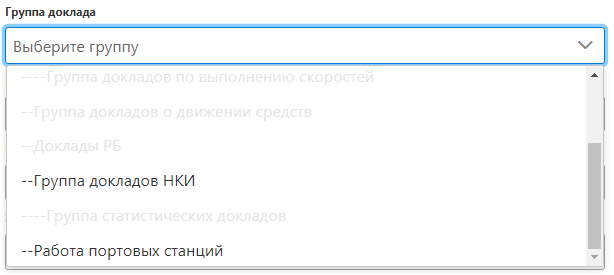 Группа доклада
Выберите группу
----Группа докладов по выполнению скоростей
--Группа докладов о движении средств
--Доклады РБ
--Группа докладов НКИ
----Группа статистических докладов
--Работа портовых станций